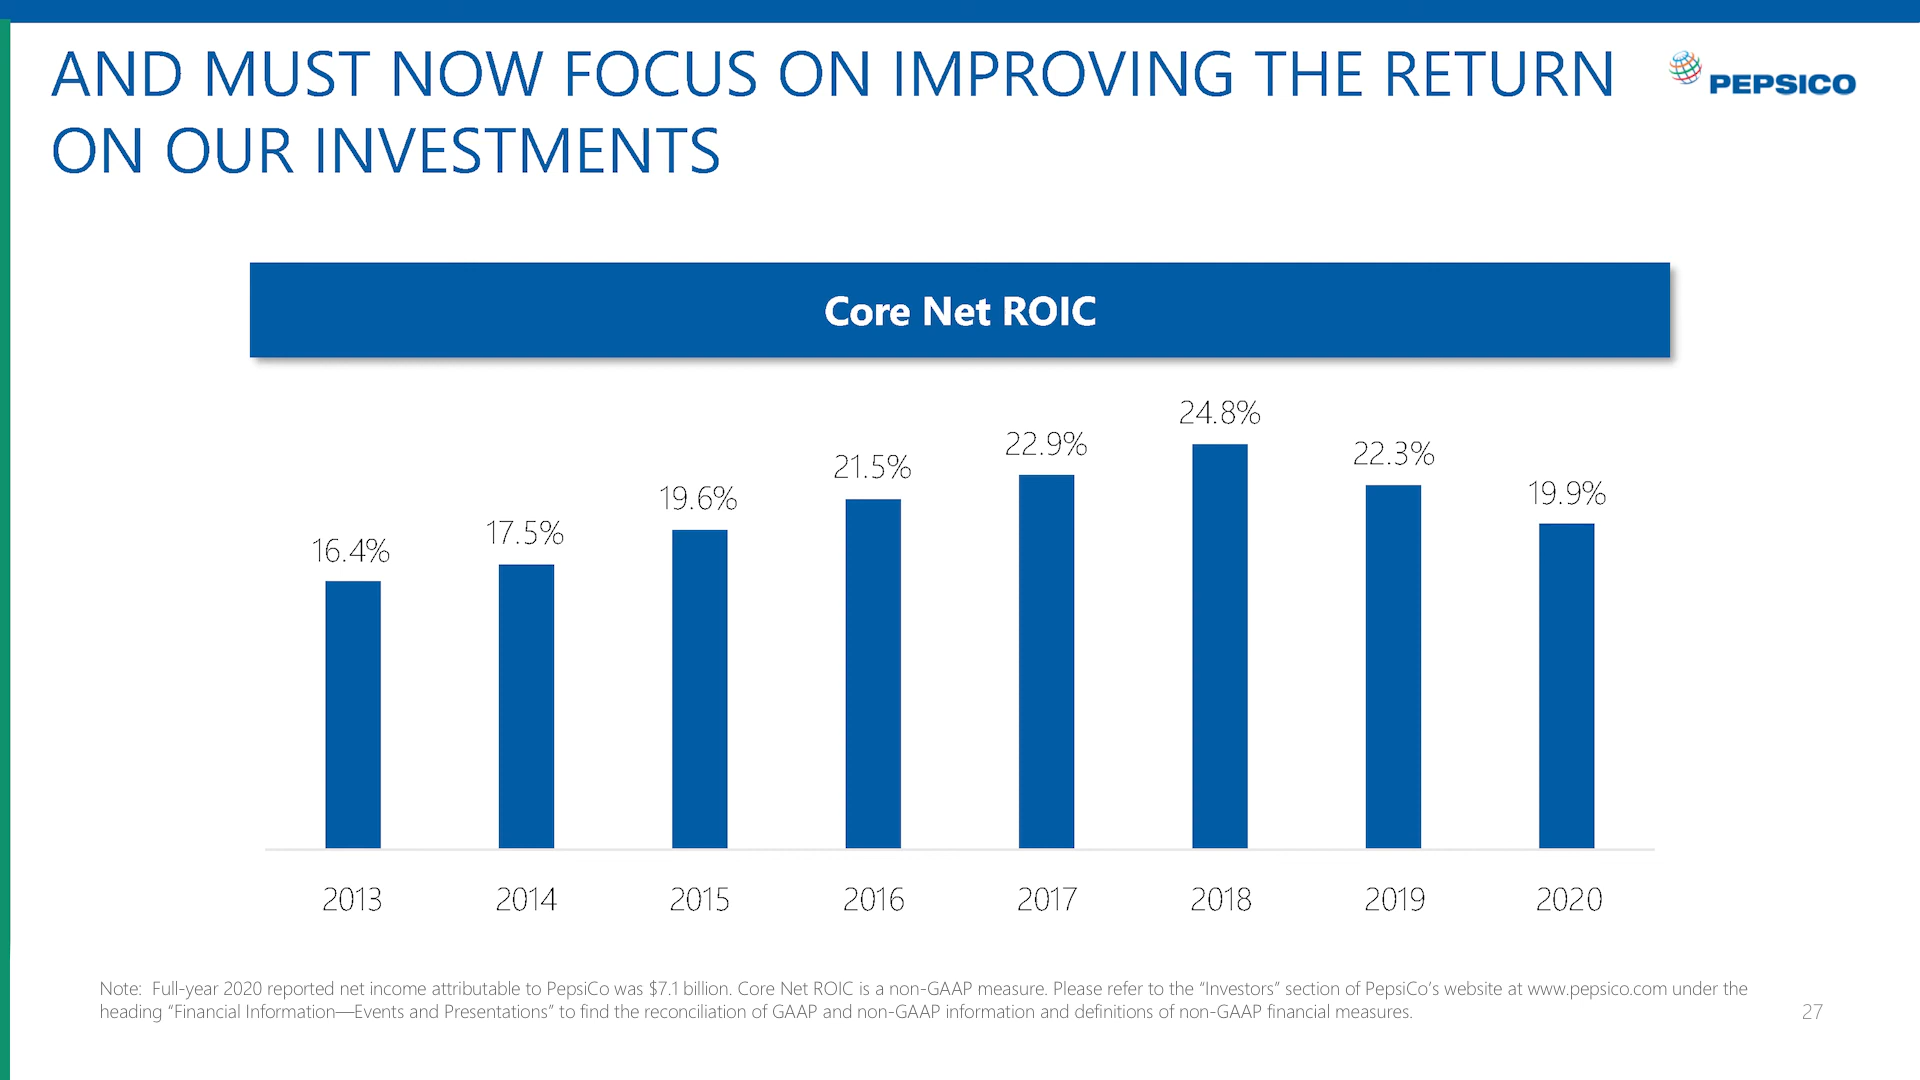 AND MUST NOW FOCUS ON IMPROVING THE RETURN
ON OUR INVESTMENTS
PEPSICO
Core Net ROIC
16.4%
17.5%
19.6%
21.5%
22.9%
24.8%
22.3%
19.9%
2013
2014
2015
2016
2017
2018
2019
2020
Note:  Full-year 2020 reported net income attributable to PepsiCo was $7.1 billion. Core Net ROIC is a non-GAAP measure. Please refer to the “Investors” section of PepsiCo’s website at www.pepsico.com under the
heading “Financial Information—Events and Presentations” to find the reconciliation of GAAP and non-GAAP information and definitions of non-GAAP financial measures.
27